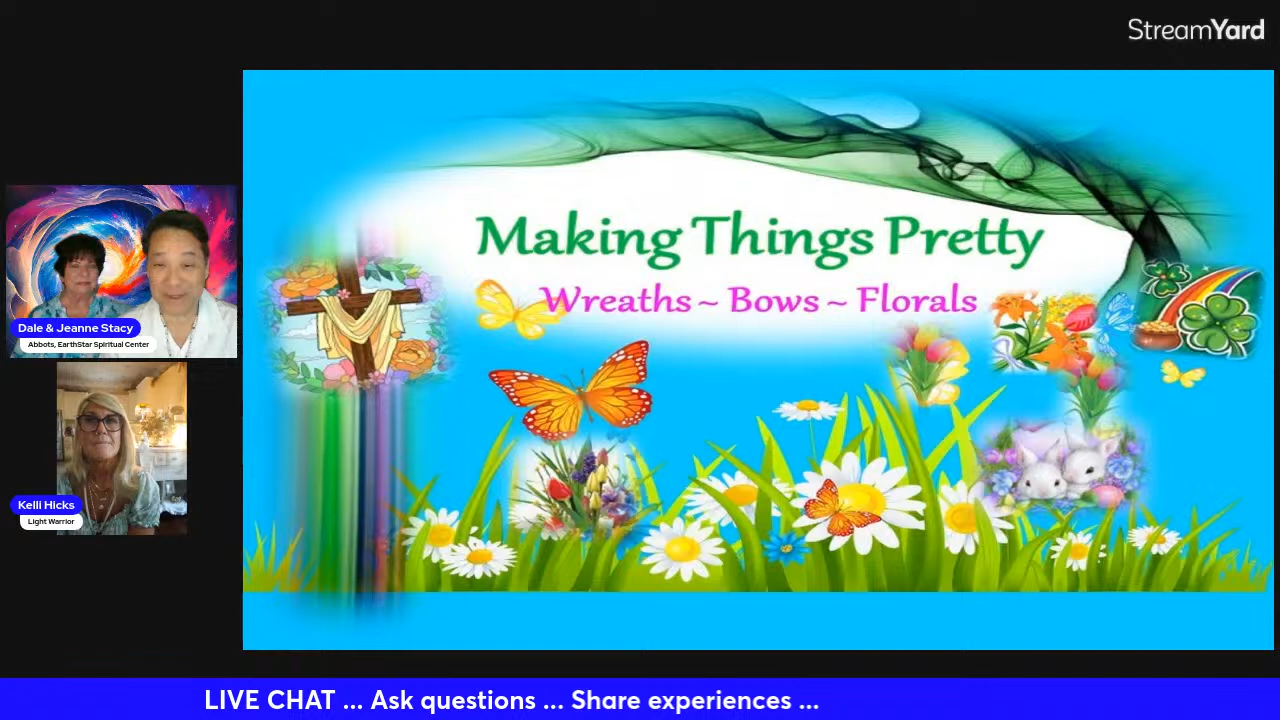 StreamYard
Making Things Pretty
Wreaths ~ Bows ~ Florals
Dale & Jeanne Stacy
Abbots, EarthStar Spiritual Center
Kelli Hicks
Light Warrior
LIVE CHAT ... Ask questions ... Share experiences ...